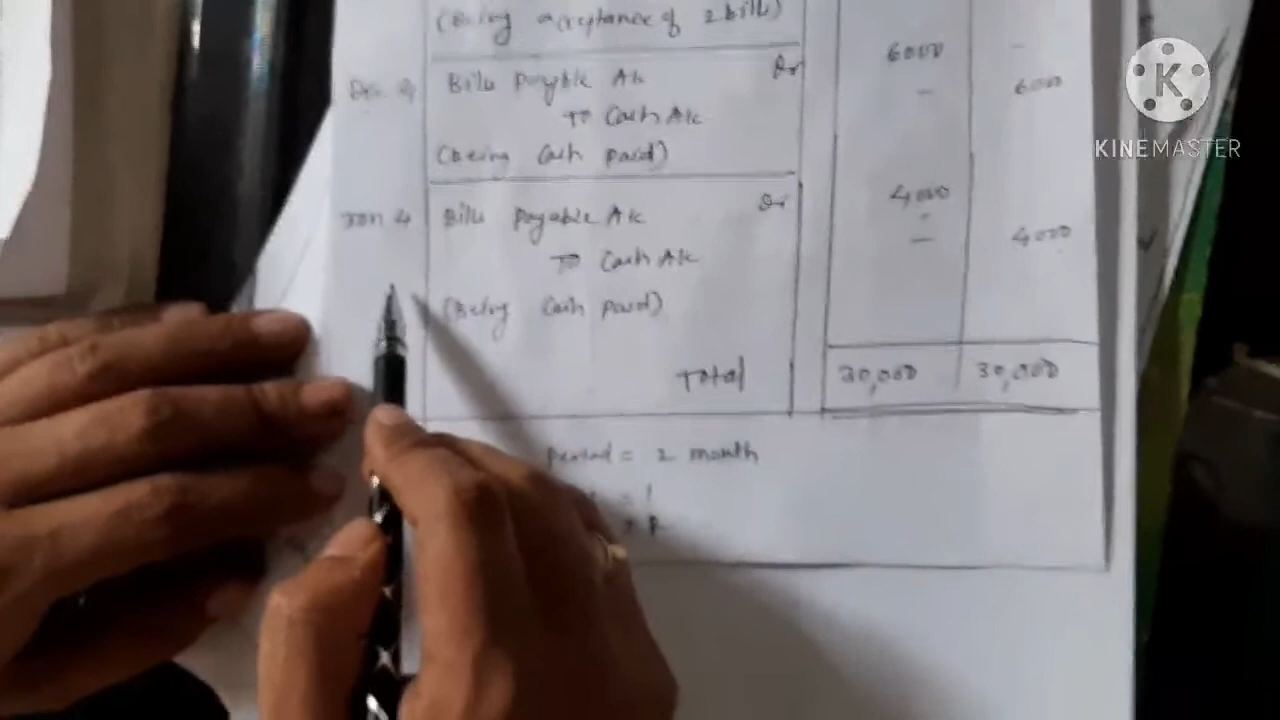 (Being acceptance of 2 bills)
6000 -
Dec 4 Bills payable A/c Dr
- 6000
To Cash A/c
(Being Cash paid)
4000
Jan 4 Bills payable A/c Dr
- 4000
To Cash A/c
(Being Cash paid)
Total 30,000 30,000
period = 2 month
= 1
K
KINEMASTER